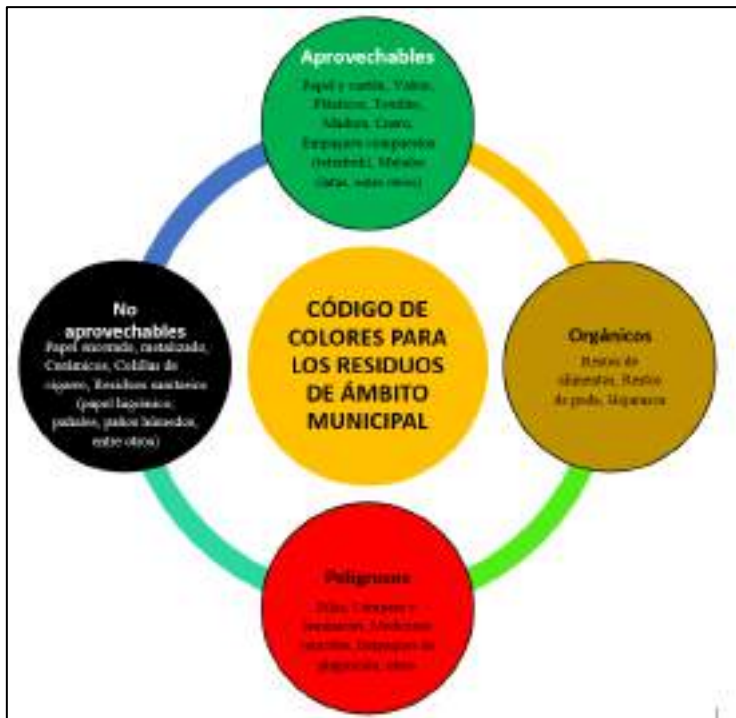 Aprovechables
Papel y cartón, Vidrio,
Plásticos, Textiles,
Madera, Cuero,
Empaques compuestos
(tetrabrik), Metales
(latas, entre otros)
CÓDIGO DE
COLORES PARA
LOS RESIDUOS
DE ÁMBITO
MUNICIPAL
Orgánicos
Restos de
alimentos, Restos
de poda, Hojarasca
Peligrosos
Pilas, Lámparas y
luminarias, Medicinas
vencidas, Empaques de
plaguicidas, otros
No
aprovechables
Papel encerado, metalizado,
Cerámicos, Colillas de
cigarro, Residuos sanitarios
(papel higiénico,
pañales, paños húmedos,
entre otros)